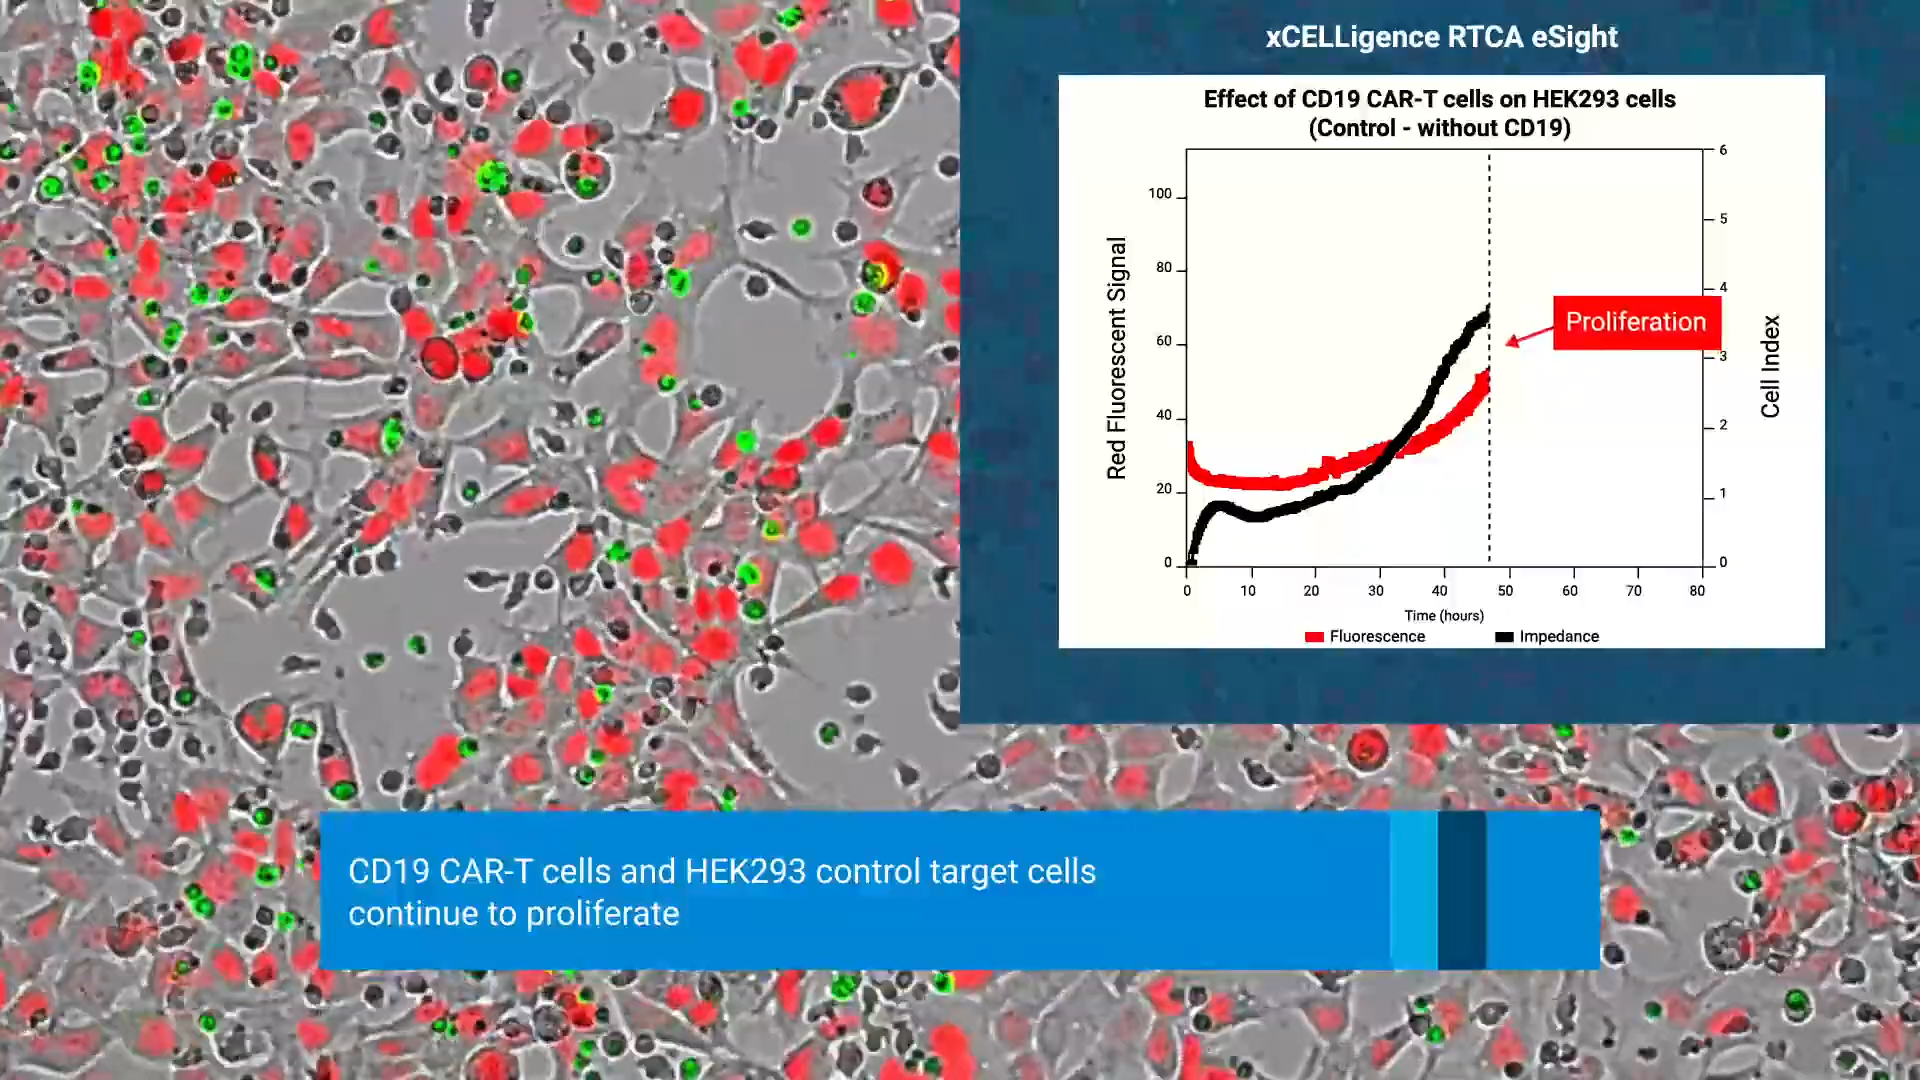 xCELLigence RTCA eSight
Effect of CD19 CAR-T cells on HEK293 cells
(Control - without CD19)
Red Fluorescent Signal
100
80
60
40
20
0
6
5
4
3
2
1
0
Cell Index
Proliferation
0 10 20 30 40 50 60 70 80
Time (hours)
Fluorescence Impedance
CD19 CAR-T cells and HEK293 control target cells
continue to proliferate